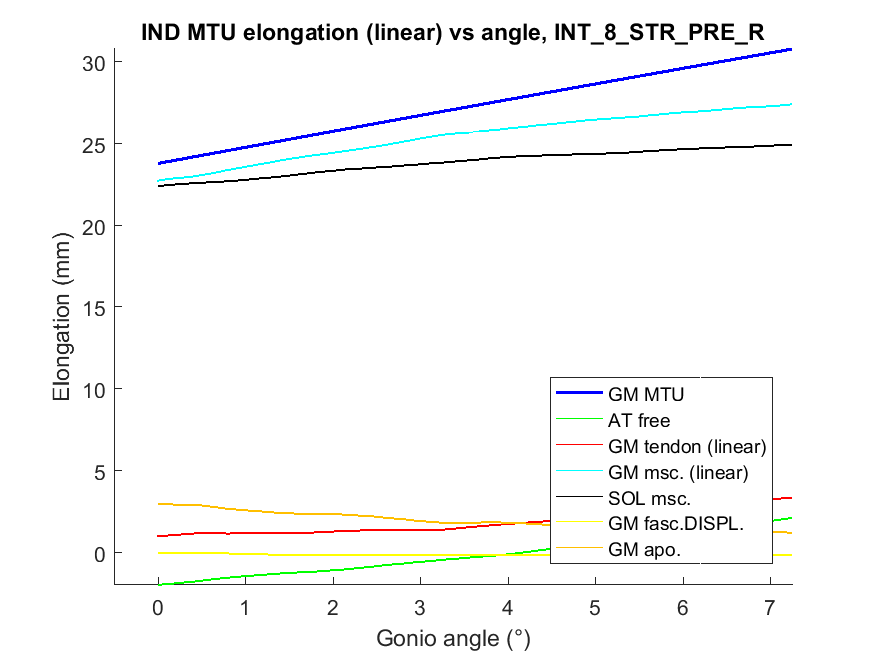 IND MTU elongation (linear) vs angle, INT_8_STR_PRE_R
30
25
20
15
10
5
0
Elongation (mm)
GM MTU
AT free
GM tendon (linear)
GM msc. (linear)
SOL msc.
GM fasc.DISPL.
GM apo.
0 1 2 3 4 5 6 7
Gonio angle (°)